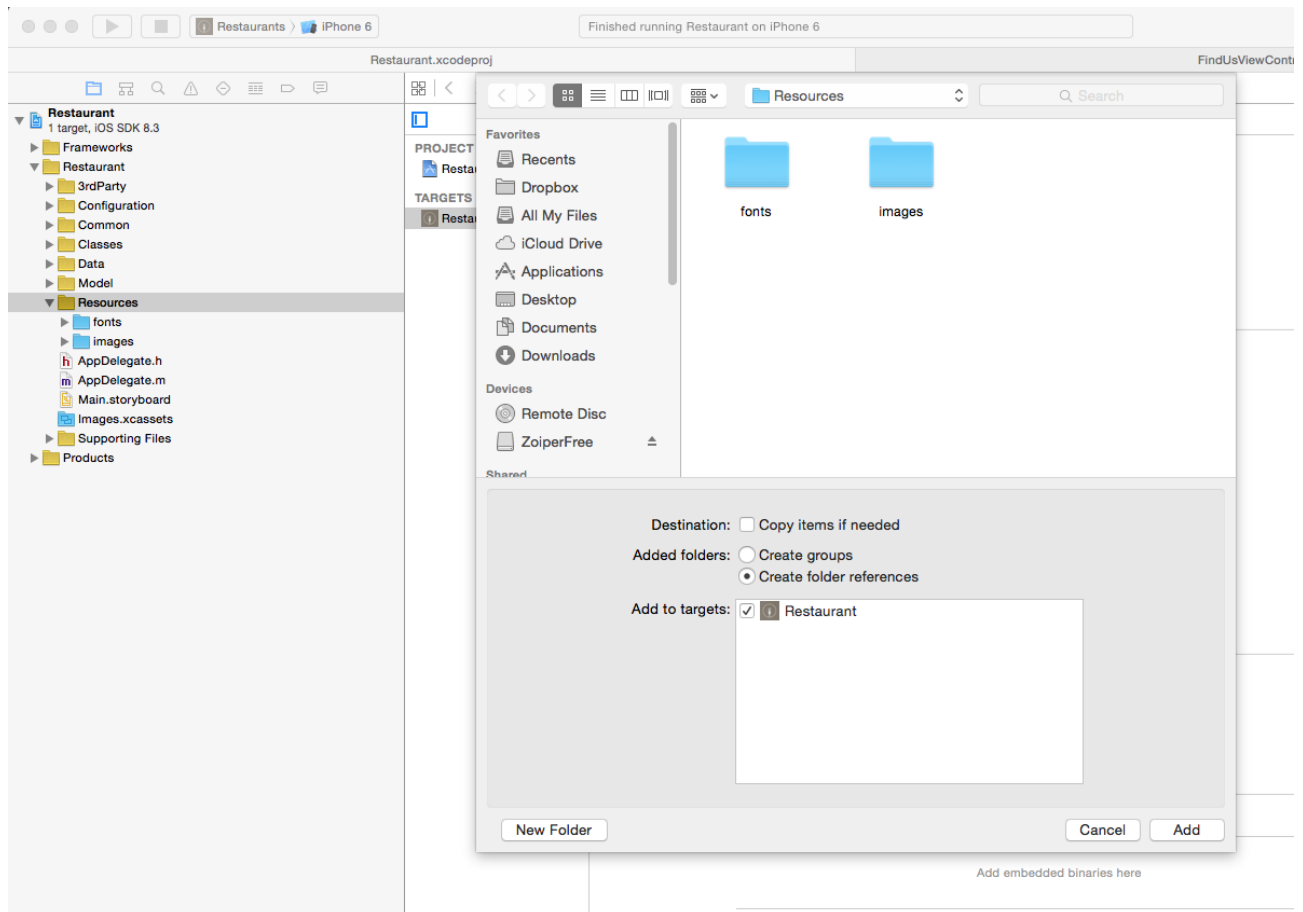 Restaurants 〉 iPhone 6
Finished running Restaurant on iPhone 6
Restaurant.xcodeproj
FindUsViewContr
Restaurant
1 target, iOS SDK 8.3
Frameworks
Restaurant
3rdParty
Configuration
Common
Classes
Data
Model
Resources
fonts
images
AppDelegate.h
AppDelegate.m
Main.storyboard
Images.xcassets
Supporting Files
Products
PROJECT
Restau
TARGETS
Restau
Resources
Search
Favorites
Recents
Dropbox
All My Files
iCloud Drive
Applications
Desktop
Documents
Downloads
Devices
Remote Disc
ZoiperFree
Shared
fonts
images
Destination: Copy items if needed
Added folders: Create groups
Create folder references
Add to targets: Restaurant
New Folder
Cancel
Add
Add embedded binaries here